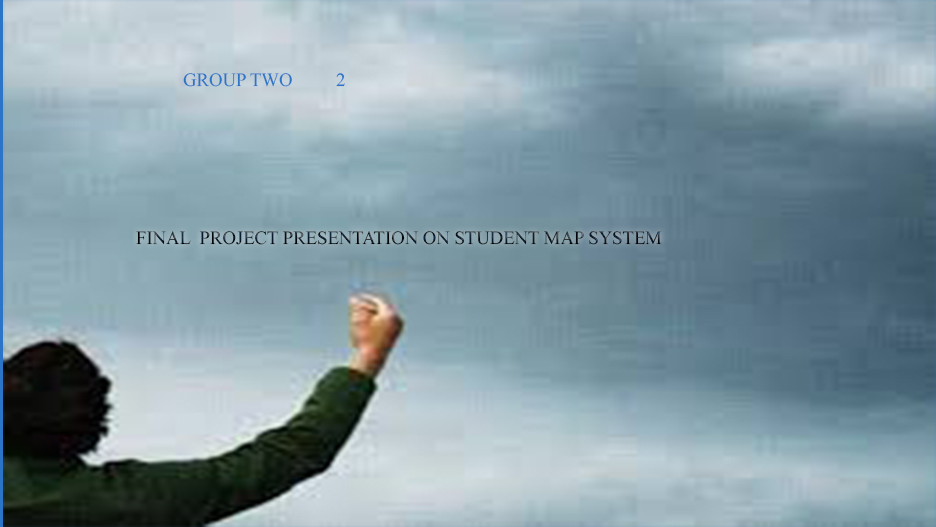 GROUP TWO 2
FINAL PROJECT PRESENTATION ON STUDENT MAP SYSTEM